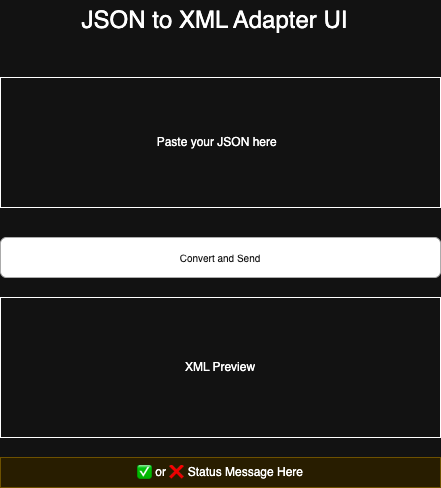 JSON to XML Adapter UI
Paste your JSON here
Convert and Send
XML Preview
✅ or ❌ Status Message Here